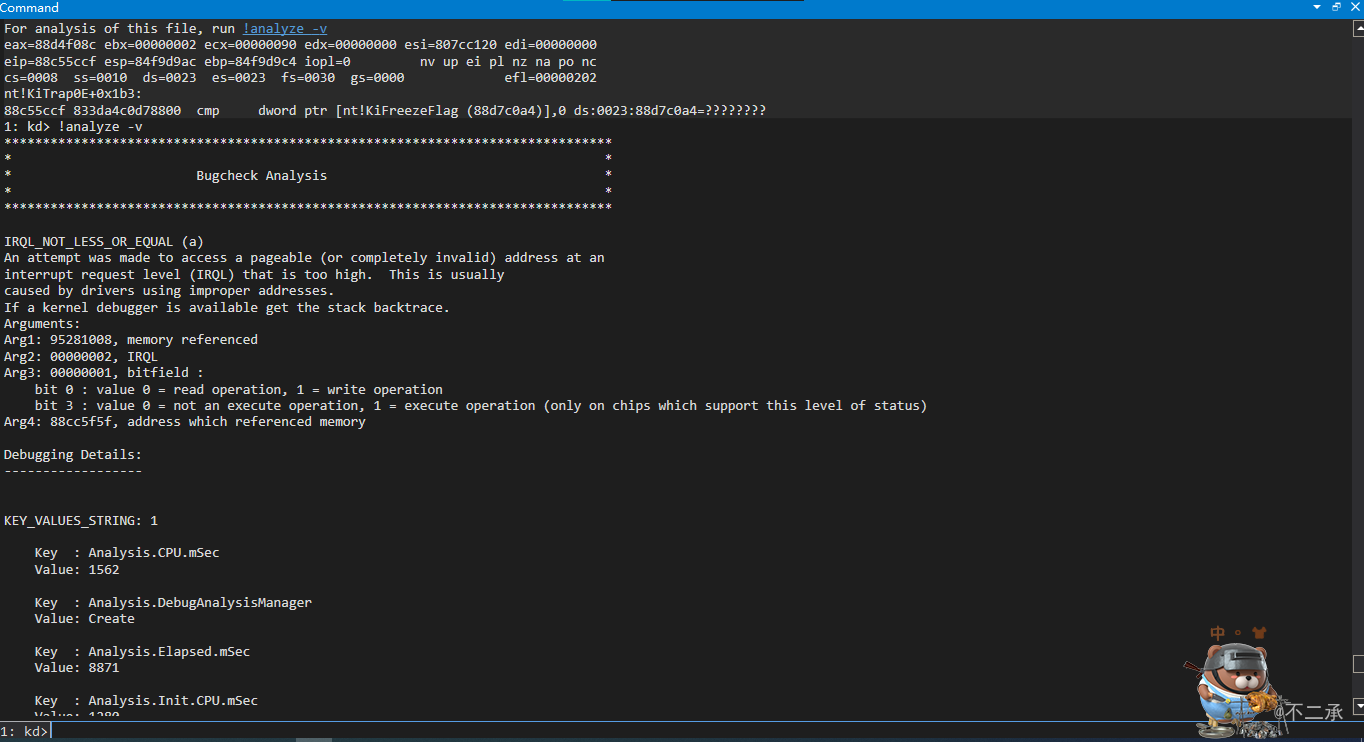 Command
For analysis of this file, run !analyze -v
eax=88d4f08c ebx=00000002 ecx=00000090 edx=00000000 esi=807cc120 edi=00000000
eip=88c55ccf esp=84f9d9ac ebp=84f9d9c4 iopl=0         nv up ei pl nz na po nc
cs=0008  ss=0010  ds=0023  es=0023  fs=0030  gs=0000             efl=00000202
nt!KiTrap0E+0x1b3:
88c55ccf 833da4c0d78800  cmp     dword ptr [nt!KiFreezeFlag (88d7c0a4)],0 ds:0023:88d7c0a4=????????
1: kd> !analyze -v
*******************************************************************************
*                                                                             *
*                        Bugcheck Analysis                                    *
*                                                                             *
*******************************************************************************
IRQL_NOT_LESS_OR_EQUAL (a)
An attempt was made to access a pageable (or completely invalid) address at an
interrupt request level (IRQL) that is too high.  This is usually
caused by drivers using improper addresses.
If a kernel debugger is available get the stack backtrace.
Arguments:
Arg1: 95281008, memory referenced
Arg2: 00000002, IRQL
Arg3: 00000001, bitfield :
    bit 0 : value 0 = read operation, 1 = write operation
    bit 3 : value 0 = not an execute operation, 1 = execute operation (only on chips which support this level of status)
Arg4: 88cc5f5f, address which referenced memory
Debugging Details:
------------------
KEY_VALUES_STRING: 1
    Key  : Analysis.CPU.mSec
    Value: 1562
    Key  : Analysis.DebugAnalysisManager
    Value: Create
    Key  : Analysis.Elapsed.mSec
    Value: 8871
中
    Key  : Analysis.Init.CPU.mSec
    Value: 1280
@不二承
1: kd>